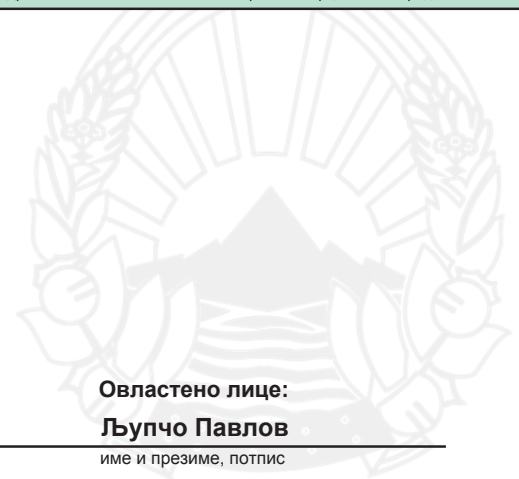 Овластено лице:
Љупчо Павлов
име и презиме, потпис